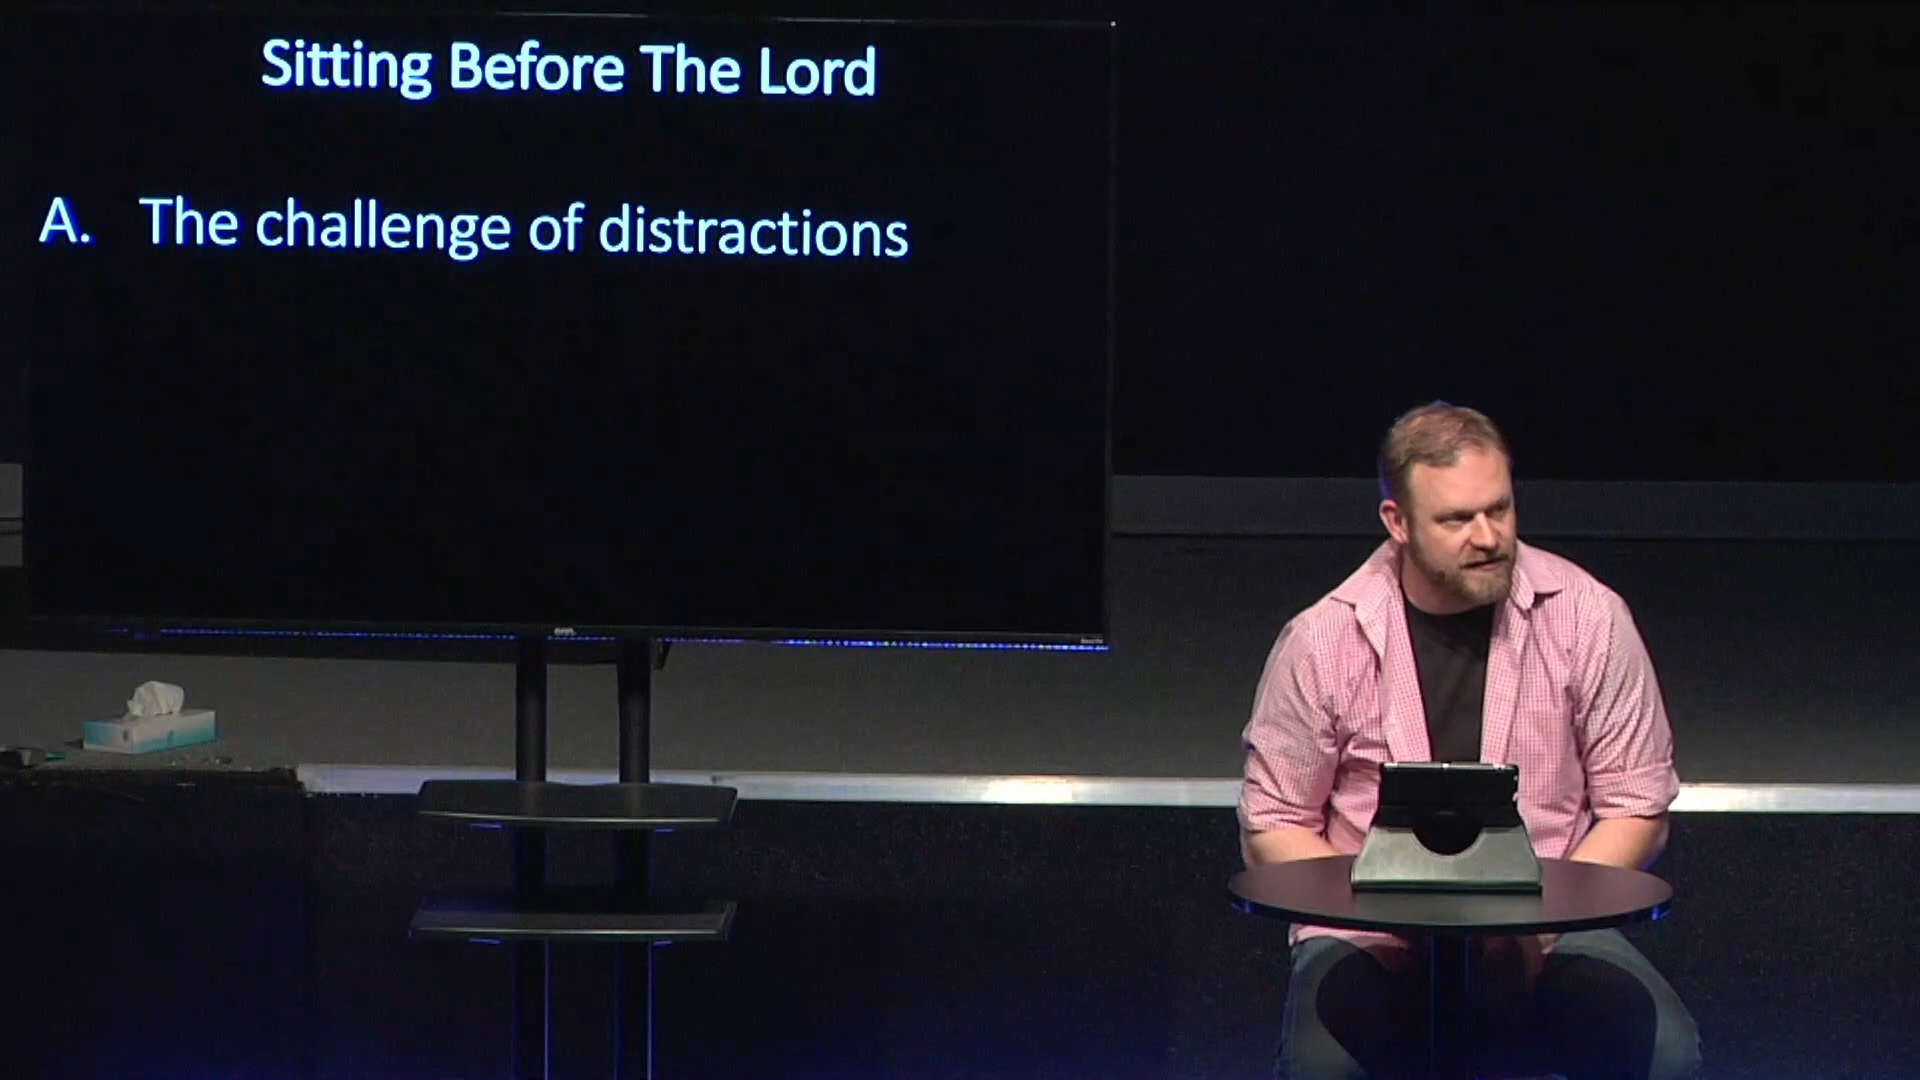 Sitting Before The Lord
A. The challenge of distractions